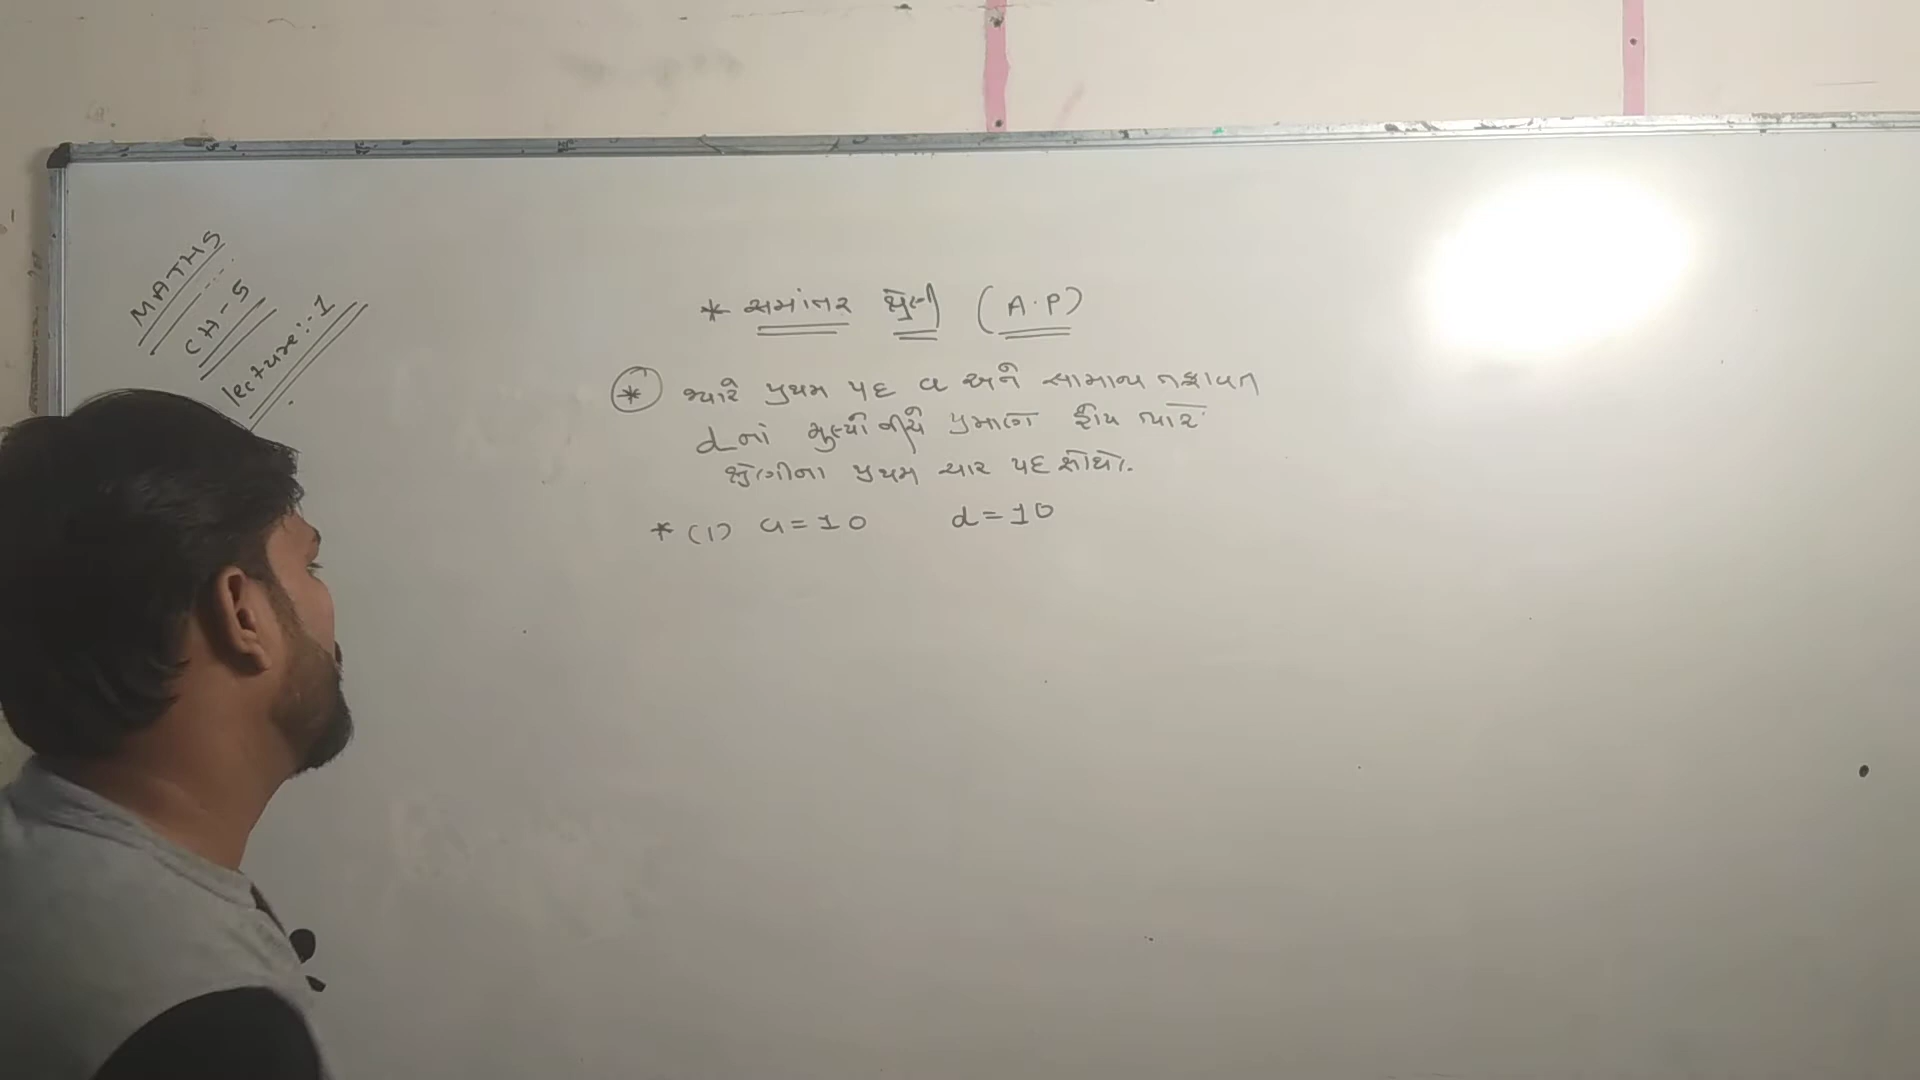 MATHS
CH-5
lecture:-1
* સમાંતર શ્રેણી (A.P)
* જ્યારે પ્રથમ પદ a અને સામાન્ય તફાવત
d નાં મુલ્યો નીચે પ્રમાણે હોય ત્યારે
શ્રેણીના પ્રથમ ચાર પદ શોધો.
* (1) a=10 d=10